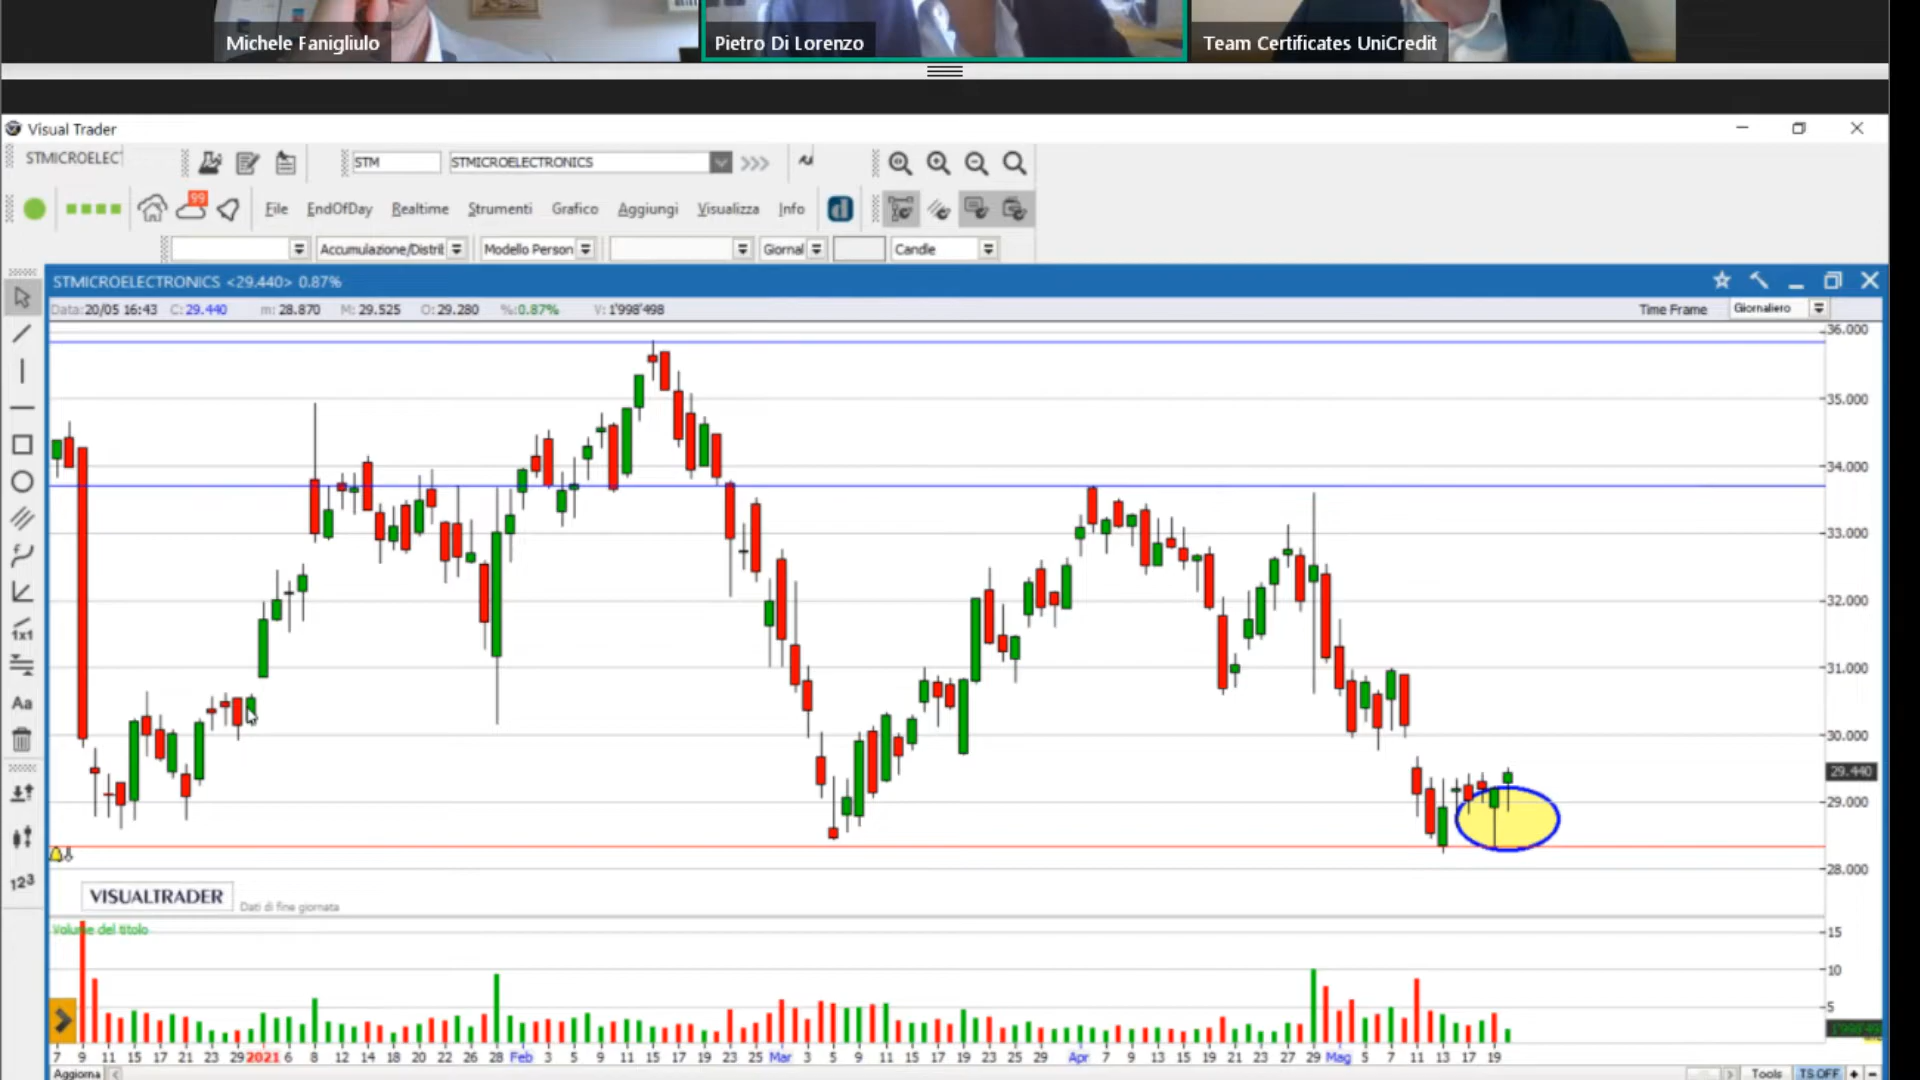 Michele Fanigliulo
Pietro Di Lorenzo
Team Certificates UniCredit
Visual Trader
STMICROELECT
STM
STMICROELECTRONICS
99
File EndOfDay Realtime Strumenti Grafico Aggiungi Visualizza Info
Accumulazione/Distrib Modello Person Giornal Candle
STMICROELECTRONICS <29.440> 0.87%
Data: 20/05 16:43 C: 29.440 m: 28.870 M: 29.525 O: 29.280 %: 0.87% V: 1'998'498
Time Frame Giornaliero
36.000
35.000
34.000
33.000
32.000
31.000
30.000
29.440
29.000
28.000
1x1
Aa
123
VISUALTRADER
Dati di fine giornata
Volume del titolo
15
10
5
7 9 11 15 17 21 23 29 2021 6 8 12 14 18 20 22 26 28 Feb 3 5 9 11 15 17 19 23 25 Mar 3 5 9 11 15 17 19 23 25 29 Apr 7 9 13 15 19 21 23 27 29 Mag 5 7 11 13 17 19
Aggiorna Tools TS OFF